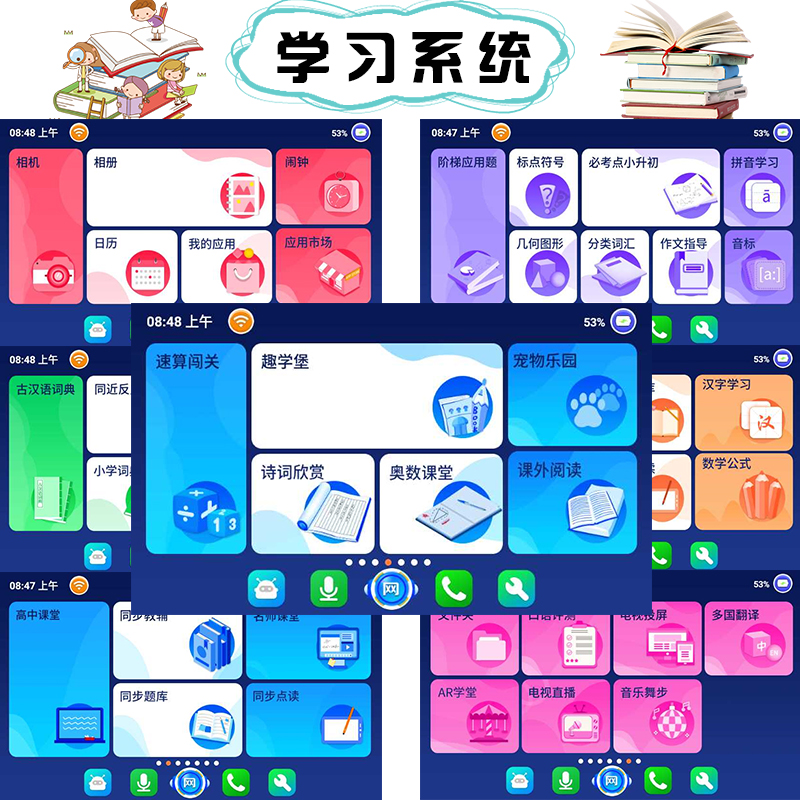 学习系统
08:48 上午
53%
相机
相册
闹钟
日历
我的应用
应用市场
08:47 上午
53%
阶梯应用题
标点符号
必考点小升初
拼音学习
ā
几何图形
分类词汇
作文指导
音标
[a:]
08:48 上午
53%
速算闯关
趣学堡
宠物乐园
诗词欣赏
奥数课堂
课外阅读
1 3
网
08:48 上午
古汉语词典
同近反
小学词
53%
汉字学习
汉
数学公式
08:47 上午
高中课堂
同步教辅
名师课堂
同步题库
同步点读
网
53%
文件夹
口语评测
电视投屏
多国翻译
中
EN
AR学堂
电视直播
音乐舞步
网